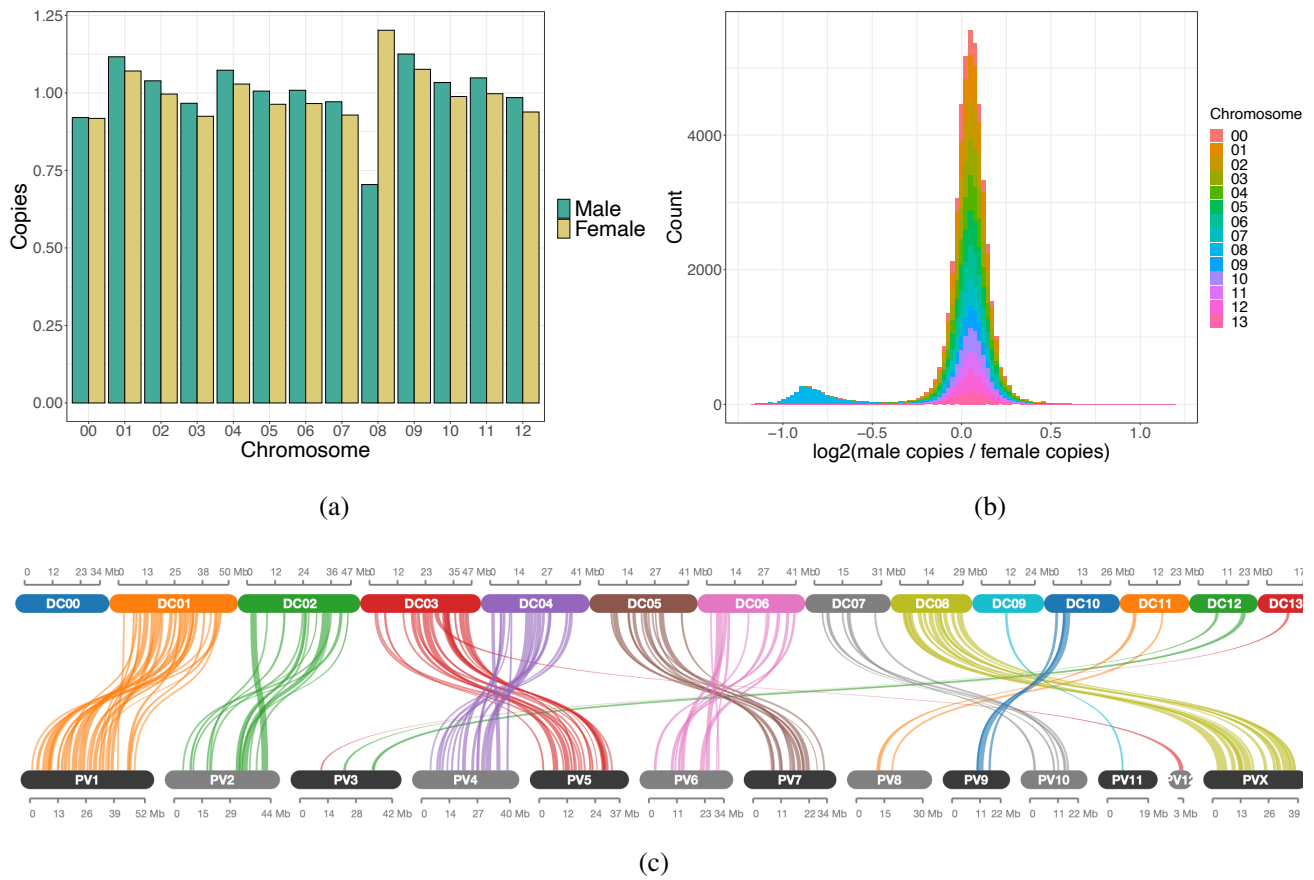 1.25
1.00
0.75
0.50
0.25
0.00
Copies
00 01 02 03 04 05 06 07 08 09 10 11 12
Chromosome
Male
Female
(a)
4000
2000
0
Count
−1.0 −0.5 0.0 0.5 1.0
log2(male copies / female copies)
Chromosome
00
01
02
03
04
05
06
07
08
09
10
11
12
13
(b)
0 12 23 34 Mb 0 13 25 38 50 Mb 0 12 24 36 47 Mb 0 12 23 35 47 Mb 0 14 27 41 Mb 0 14 27 41 Mb 0 14 27 41 Mb 0 15 31 Mb 0 14 29 Mb 0 12 24 Mb 0 13 26 Mb 0 12 23 Mb 0 11 23 Mb 0 17
DC00 DC01 DC02 DC03 DC04 DC05 DC06 DC07 DC08 DC09 DC10 DC11 DC12 DC13
PV1 PV2 PV3 PV4 PV5 PV6 PV7 PV8 PV9 PV10 PV11 PV12 PVX
0 13 26 39 52 Mb 0 15 29 44 Mb 0 14 28 42 Mb 0 14 27 40 Mb 0 12 24 37 Mb 0 11 23 34 Mb 0 11 22 34 Mb 0 15 30 Mb 0 11 22 Mb 0 11 22 Mb 0 19 Mb 3 Mb 0 13 26 39
(c)